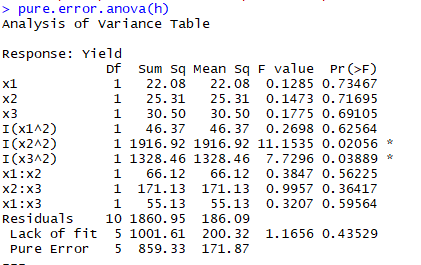 > pure.error.anova(h)
Analysis of Variance Table
Response: Yield
Df Sum Sq Mean Sq F value Pr(>F)
x1 1 22.08 22.08 0.1285 0.73467
x2 1 25.31 25.31 0.1473 0.71695
x3 1 30.50 30.50 0.1775 0.69105
I(x1^2) 1 46.37 46.37 0.2698 0.62564
I(x2^2) 1 1916.92 1916.92 11.1535 0.02056 *
I(x3^2) 1 1328.46 1328.46 7.7296 0.03889 *
x1:x2 1 66.12 66.12 0.3847 0.56225
x2:x3 1 171.13 171.13 0.9957 0.36417
x1:x3 1 55.13 55.13 0.3207 0.59564
Residuals 10 1860.95 186.09
Lack of fit 5 1001.61 200.32 1.1656 0.43529
Pure Error 5 859.33 171.87
---